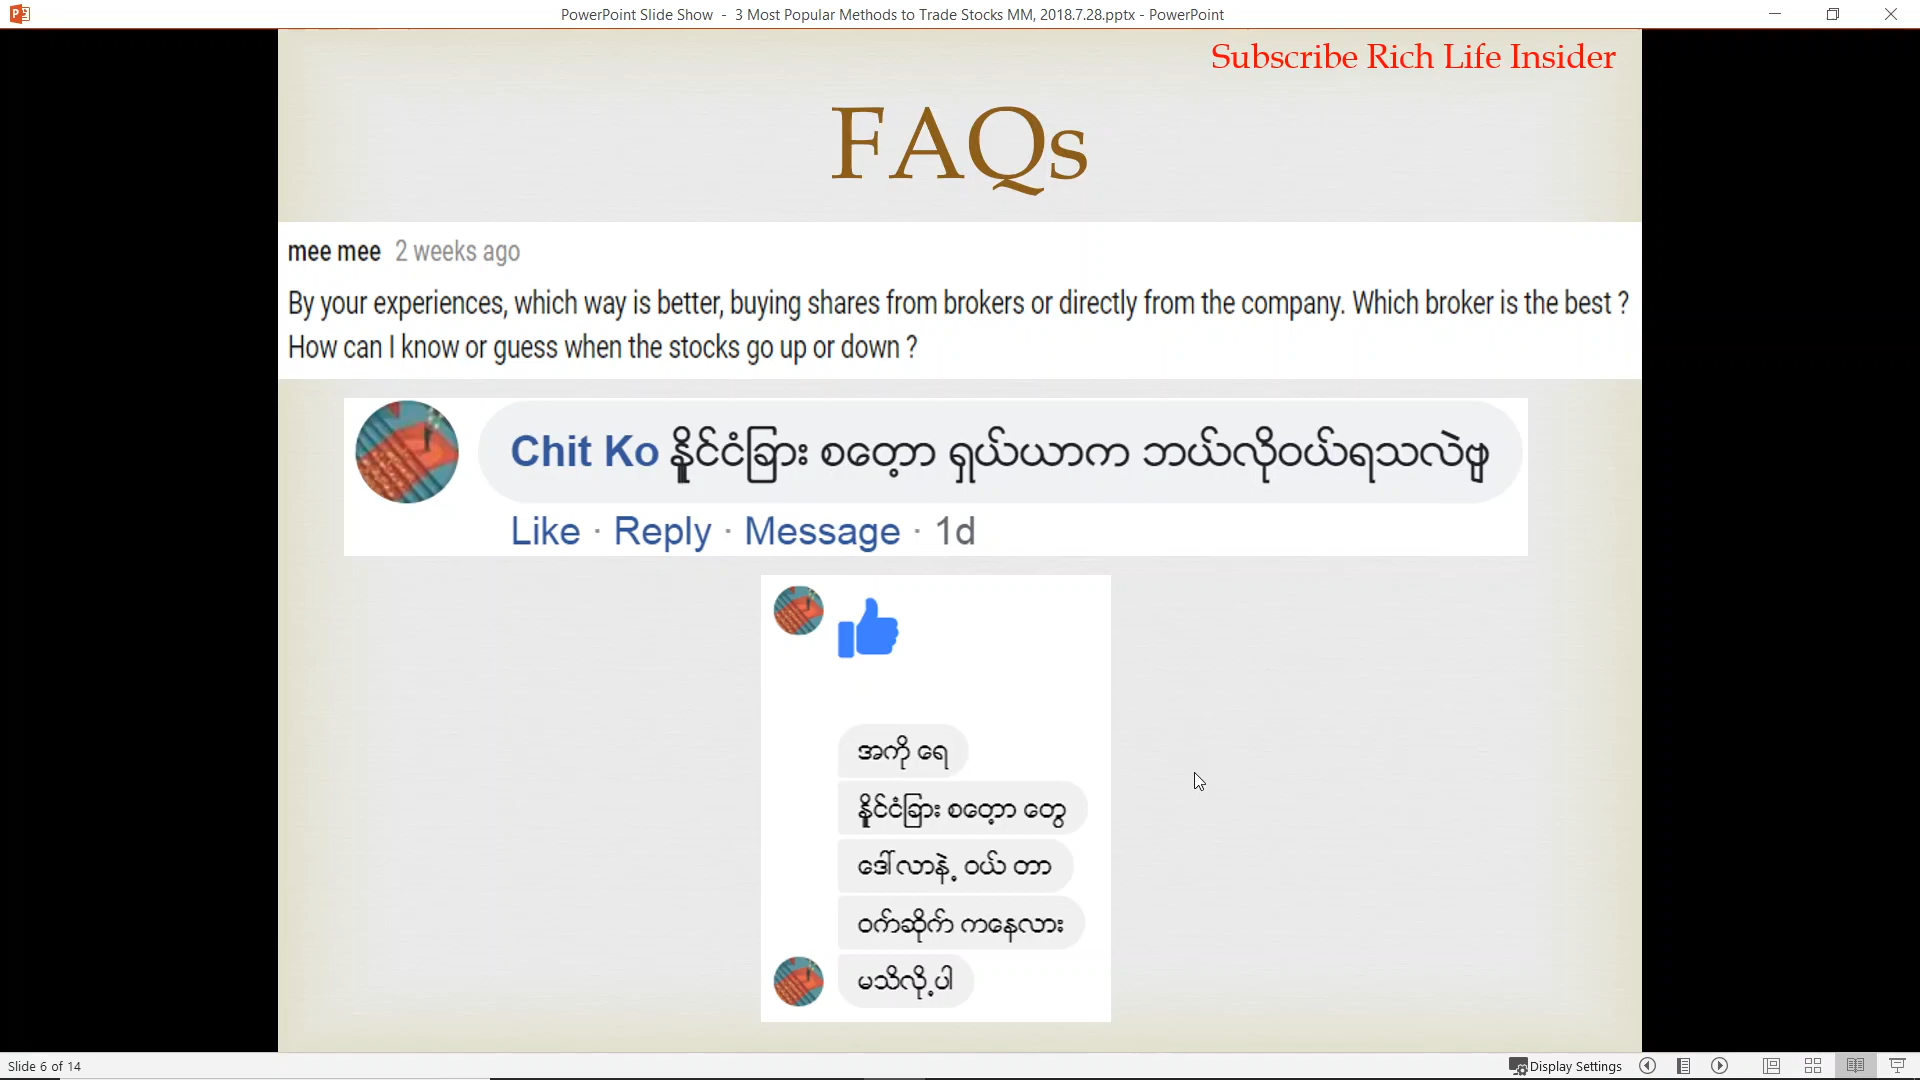 PowerPoint Slide Show - 3 Most Popular Methods to Trade Stocks MM, 2018.7.28.pptx - PowerPoint
Subscribe Rich Life Insider
FAQs
mee mee 2 weeks ago
By your experiences, which way is better, buying shares from brokers or directly from the company. Which broker is the best ?
How can I know or guess when the stocks go up or down ?
Chit Ko နိူင်ငံခြား စတော့ ရှယ်ယာက ဘယ်လိုဝယ်ရသလဲဗျ
Like · Reply · Message · 1d
အကို ရေ
နိူင်ငံခြား စတော့ တွေ
ဒေါ်လာနဲ့ ဝယ် တာ
ဝက်ဆိုက် ကနေလား
မသိလို့ပါ
Slide 6 of 14
Display Settings